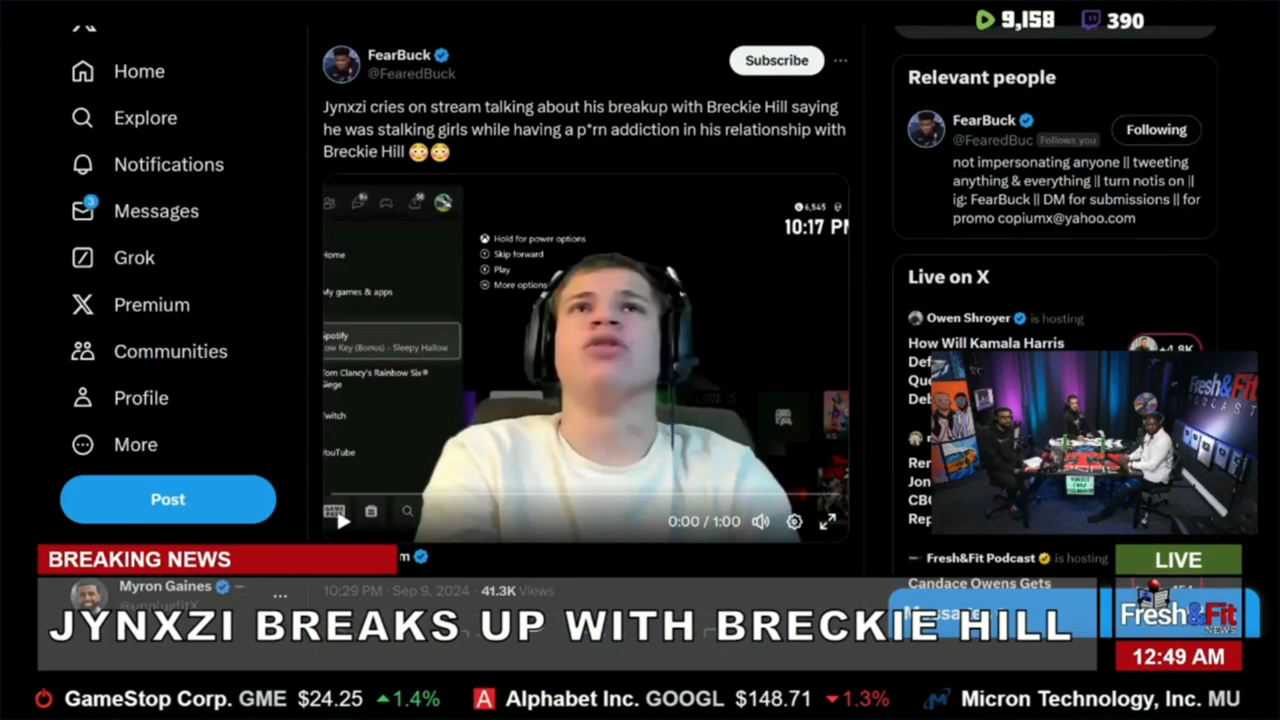 9,158
390
Home
Explore
Notifications
3
Messages
Grok
Premium
Communities
Profile
More
Post
FearBuck
@FearedBuck
Subscribe
Jynxzi cries on stream talking about his breakup with Breckie Hill saying
he was stalking girls while having a p*rn addiction in his relationship with
Breckie Hill 😳😳
6,545
10:17 PM
Hold for power options
Skip forward
Play
More options
Home
My games & apps
Spotify
Low Key (Bonus) - Sleepy Hallow
Tom Clancy's Rainbow Six®
Siege
Twitch
YouTube
0:00 / 1:00
10:29 PM · Sep 9, 2024 · 41.3K Views
Relevant people
FearBuck
@FearedBuc Follows you
Following
not impersonating anyone || tweeting
anything & everything || turn notis on ||
ig: FearBuck || DM for submissions || for
promo copiumx@yahoo.com
Live on X
Owen Shroyer is hosting
How Will Kamala Harris
+4.8K
Fresh&Fit
PODCAST
Fresh&Fit Podcast is hosting
Candace Owens Gets
BREAKING NEWS
Myron Gaines
JYNXZI BREAKS UP WITH BRECKIE HILL
LIVE
Fresh&Fit
NEWS
12:49 AM
GameStop Corp. GME $24.25 1.4%
Alphabet Inc. GOOGL $148.71 1.3%
Micron Technology, Inc. MU